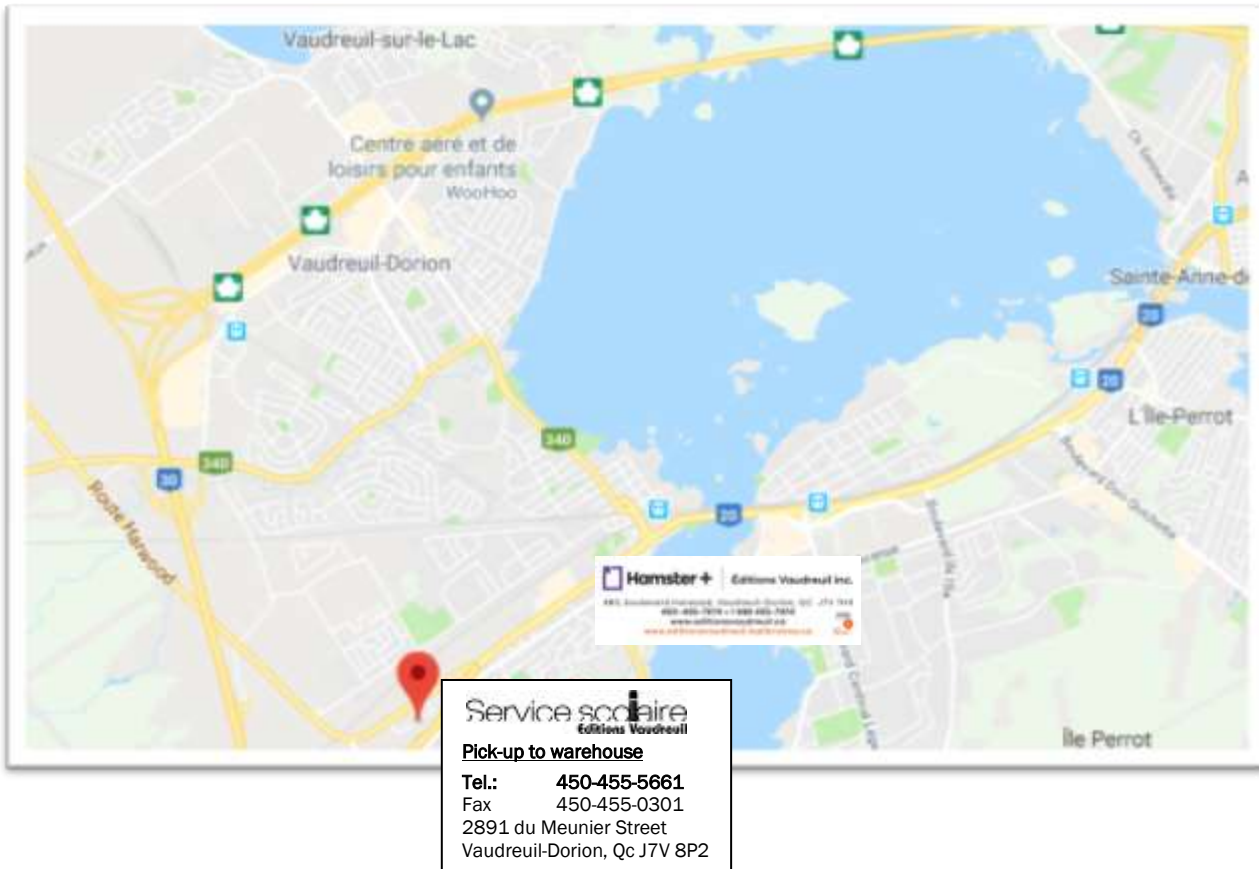 Vaudreuil-sur-le-Lac
Centre aéré et de
loisirs pour enfants
WooHoo
Vaudreuil-Dorion
Sainte-Anne-d
20
20
L'Île-Perrot
340
340
30
Route Harwood
20
Boulevard Don Quichotte
Hamster + Éditions Vaudreuil inc.
Île Perrot
Service scolaire
Éditions Vaudreuil
Pick-up to warehouse
Tel.: 450-455-5661
Fax 450-455-0301
2891 du Meunier Street
Vaudreuil-Dorion, Qc J7V 8P2